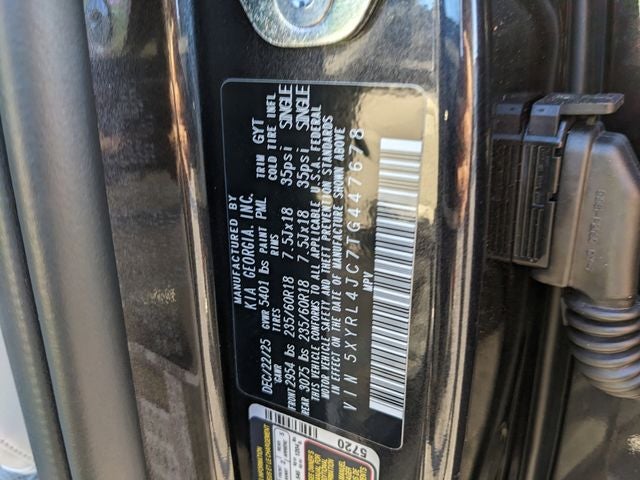 MANUFACTURED BY
KIA GEORGIA, INC.
DEC/22/25 GVWR 5401 lbs PAINT PML TRIM GYT
GAWR TIRES RIMS COLD TIRE INFL
FRONT 2954 lbs 235/60R18 7.5Jx18 35psi SINGLE
REAR 3075 lbs 235/60R18 7.5Jx18 35psi SINGLE
THIS VEHICLE CONFORMS TO ALL APPLICABLE U.S.A. FEDERAL
MOTOR VEHICLE SAFETY AND THEFT PREVENTION STANDARDS
IN EFFECT ON THE DATE OF MANUFACTURE SHOWN ABOVE
VIN 5XYRL4JC7TG447678
MPV
5720